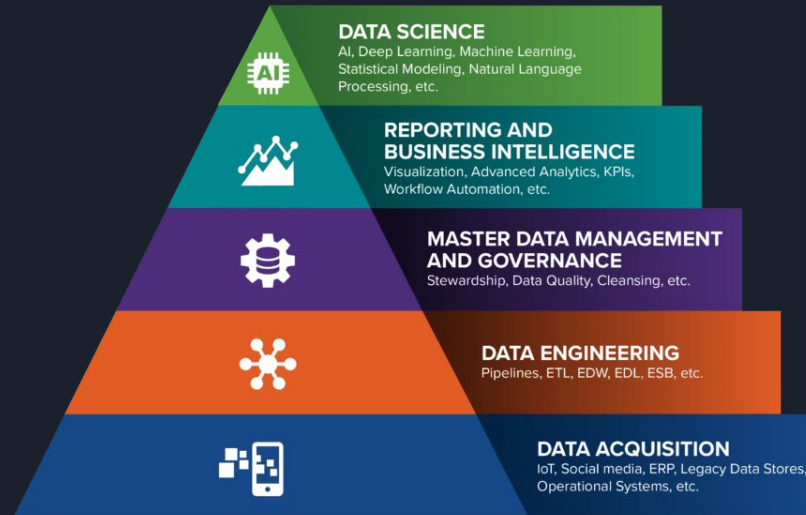 AI
DATA SCIENCE
AI, Deep Learning, Machine Learning,
Statistical Modeling, Natural Language
Processing, etc.
REPORTING AND
BUSINESS INTELLIGENCE
Visualization, Advanced Analytics, KPIs,
Workflow Automation, etc.
MASTER DATA MANAGEMENT
AND GOVERNANCE
Stewardship, Data Quality, Cleansing, etc.
DATA ENGINEERING
Pipelines, ETL, EDW, EDL, ESB, etc.
DATA ACQUISITION
IoT, Social media, ERP, Legacy Data Stores,
Operational Systems, etc.